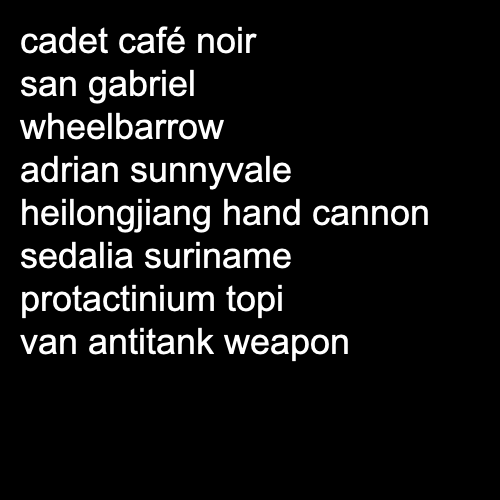 cadet café noir
san gabriel
wheelbarrow
adrian sunnyvale
heilongjiang hand cannon
sedalia suriname
protactinium topi
van antitank weapon